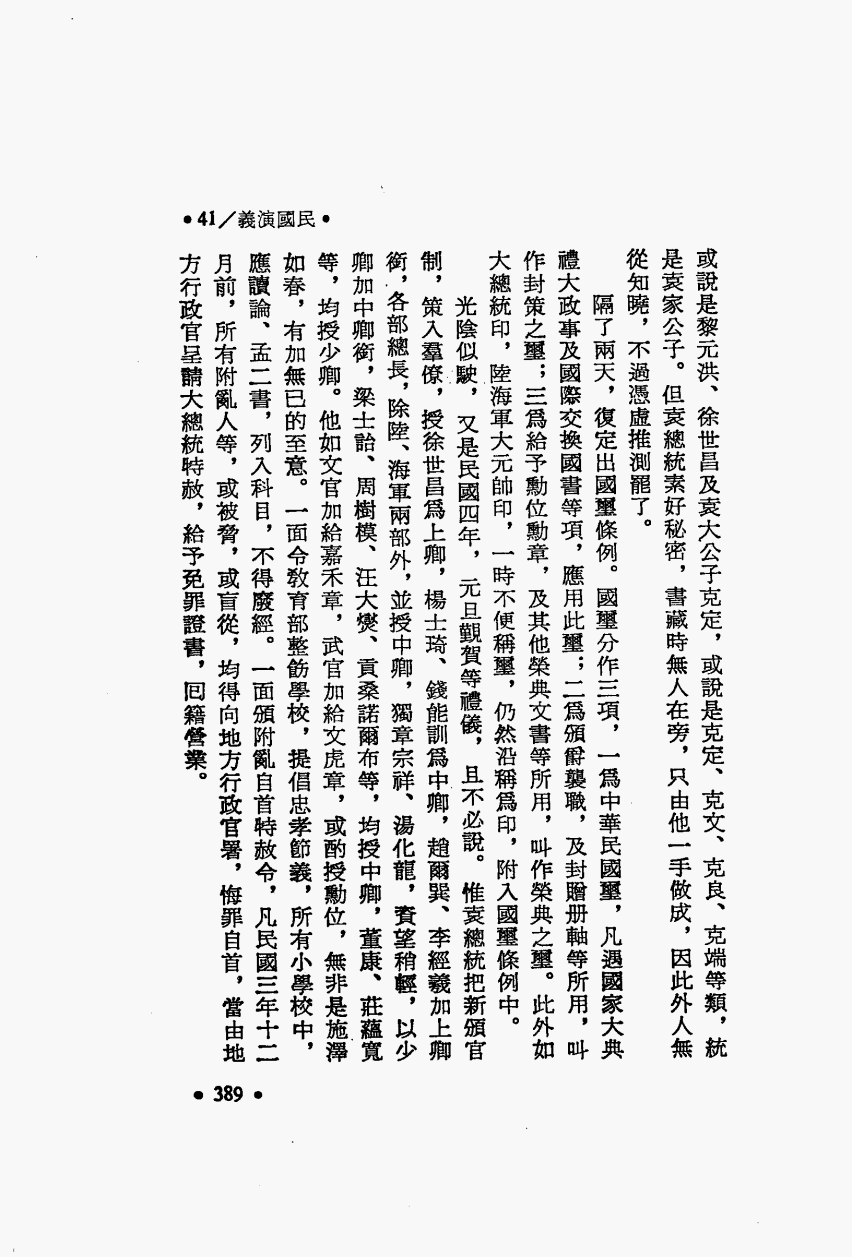 •民國演義/41•
或說是黎元洪、徐世昌及袁大公子克定，或說是克定、克文、克良、克端等類，統
是袁家公子。但袁總統素好秘密，書藏時無人在旁，只由他一手做成，因此外人無
從知曉，不過憑虛推測罷了。
隔了兩天，復定出國璽條例。國璽分作三項，一爲中華民國璽，凡遇國家大典
禮大政事及國際交換國書等項，應用此璽；二爲頒爵襲職，及封贈册軸等所用，叫
作封策之璽；三爲給予勳位勳章，及其他榮典文書等所用，叫作榮典之璽。此外如
大總統印，陸海軍大元帥印，一時不便稱璽，仍然沿稱爲印，附入國璽條例中。
光陰似駛，又是民國四年，元旦覲賀等禮儀，且不必說。惟袁總統把新頒官
制，策入羣僚，授徐世昌爲上卿，楊士琦、錢能訓爲中卿，趙爾巽、李經羲加上卿
銜，各部總長，除陸、海軍兩部外，並授中卿，獨章宗祥、湯化龍，資望稍輕，以少
卿加中卿銜，梁士詒、周樹模、汪大燮、貢桑諾爾布等，均授中卿，董康、莊蘊寬
等，均授少卿。他如文官加給嘉禾章，武官加給文虎章，或酌授勳位，無非是施澤
如春，有加無已的至意。一面令敎育部整飭學校，提倡忠孝節義，所有小學校中，
應讀論、孟二書，列入科目，不得廢經。一面頒附亂自首特赦令，凡民國三年十二
月前，所有附亂人等，或被脅，或盲從，均得向地方行政官署，悔罪自首，當由地
方行政官呈請大總統特赦，給予免罪證書，回籍營業。
• 389 •